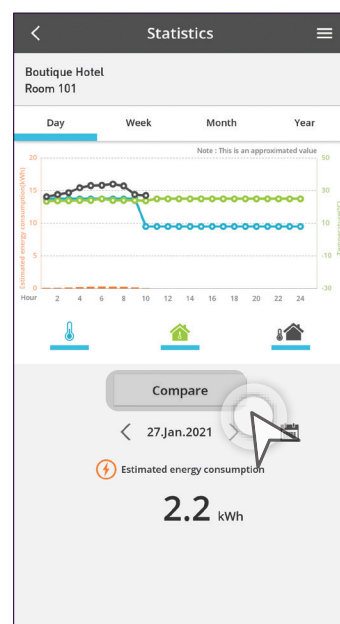 Statistics
Boutique Hotel
Room 101
Day Week Month Year
Note : This is an approximated value
Estimated energy consumption(kWh)
20
15
10
5
0
50
30
10
-10
-30
Temperature(°C)
Hour 2 4 6 8 10 12 14 16 18 20 22 24
Compare
27.Jan.2021
Estimated energy consumption
2.2 kWh